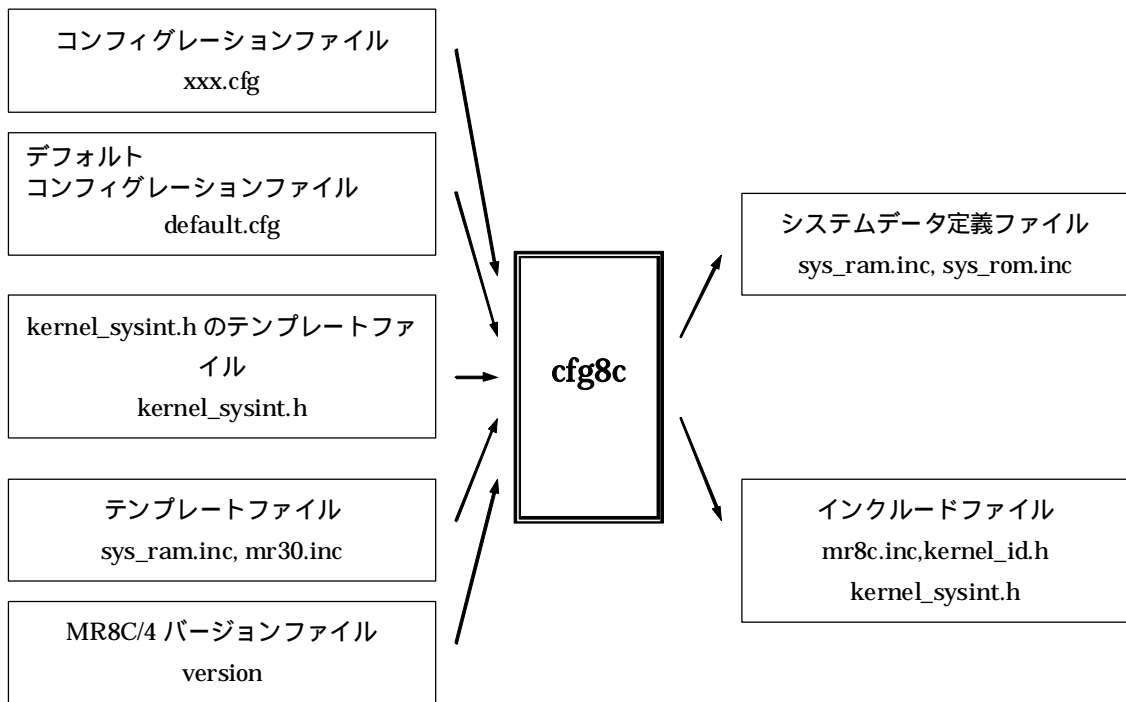 コンフィグレーションファイル
xxx.cfg
デフォルト
コンフィグレーションファイル
default.cfg
kernel_sysint.h のテンプレートファ
イル
kernel_sysint.h
テンプレートファイル
sys_ram.inc, mr30.inc
MR8C/4 バージョンファイル
version
cfg8c
システムデータ定義ファイル
sys_ram.inc, sys_rom.inc
インクルードファイル
mr8c.inc,kernel_id.h
kernel_sysint.h